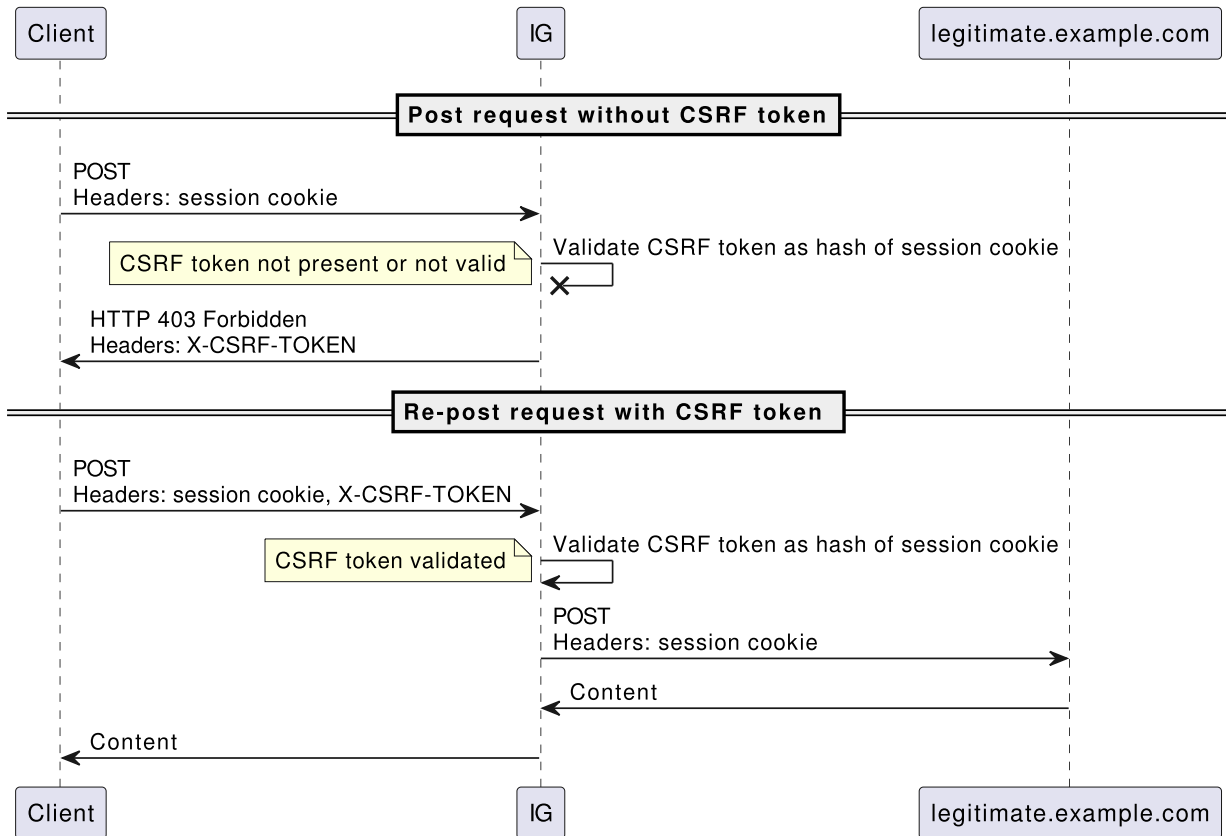 Client
IG
legitimate.example.com
Post request without CSRF token
POST
Headers: session cookie
Validate CSRF token as hash of session cookie
CSRF token not present or not valid
HTTP 403 Forbidden
Headers: X-CSRF-TOKEN
Re-post request with CSRF token
POST
Headers: session cookie, X-CSRF-TOKEN
Validate CSRF token as hash of session cookie
CSRF token validated
POST
Headers: session cookie
Content
Content
Client
IG
legitimate.example.com